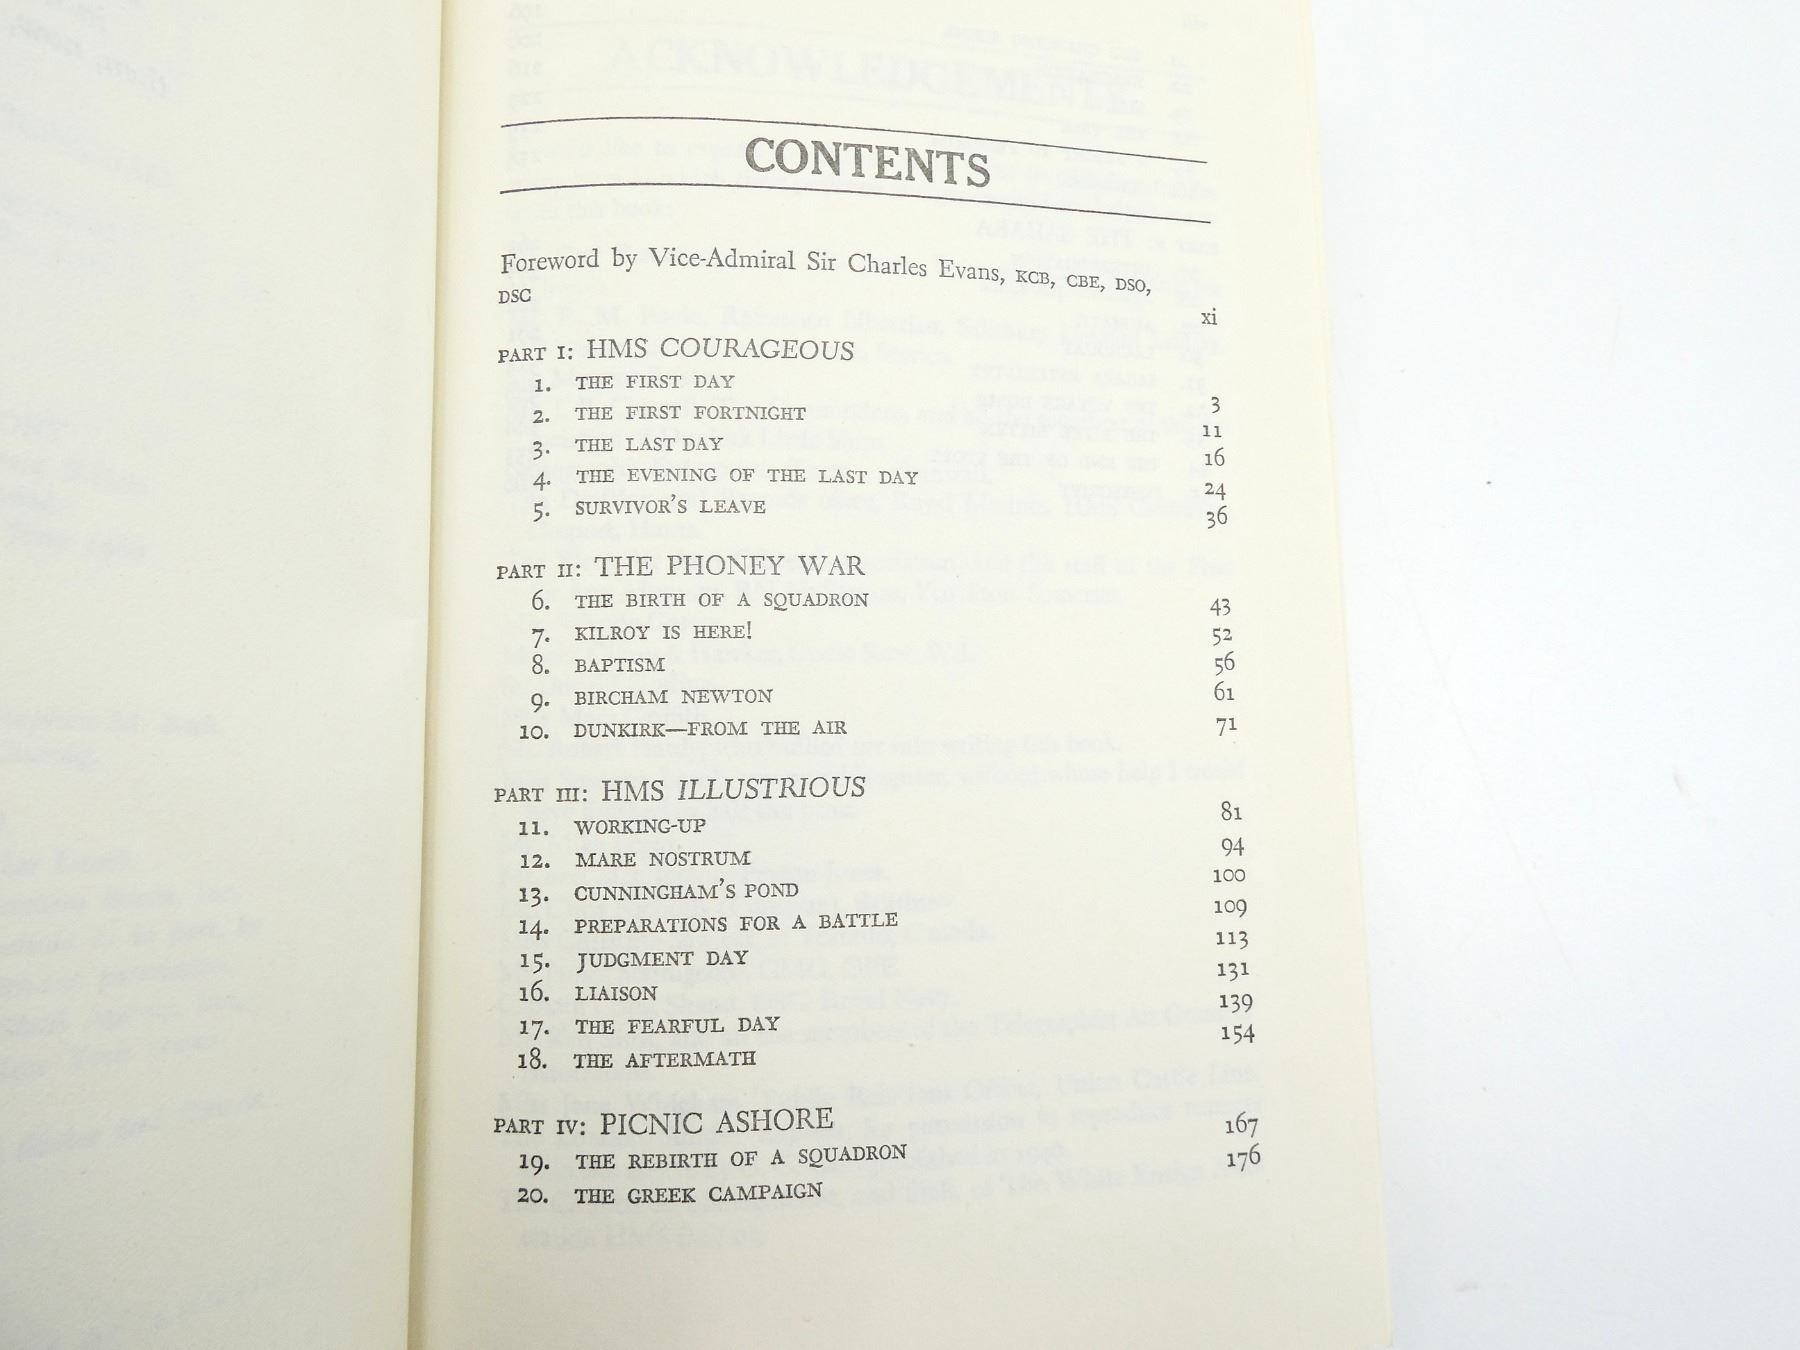 CONTENTS
Foreword by Vice-Admiral Sir Charles Evans, KCB, CBE, DSO,
DSC xi
PART I: HMS COURAGEOUS
1. THE FIRST DAY 3
2. THE FIRST FORTNIGHT 11
3. THE LAST DAY 16
4. THE EVENING OF THE LAST DAY 24
5. SURVIVOR'S LEAVE 36
PART II: THE PHONEY WAR
6. THE BIRTH OF A SQUADRON 43
7. KILROY IS HERE! 52
8. BAPTISM 56
9. BIRCHAM NEWTON 61
10. DUNKIRK—FROM THE AIR 71
PART III: HMS ILLUSTRIOUS
11. WORKING-UP 81
12. MARE NOSTRUM 94
13. CUNNINGHAM'S POND 100
14. PREPARATIONS FOR A BATTLE 109
15. JUDGMENT DAY 113
16. LIAISON 131
17. THE FEARFUL DAY 139
18. THE AFTERMATH 154
PART IV: PICNIC ASHORE
19. THE REBIRTH OF A SQUADRON 167
20. THE GREEK CAMPAIGN 176